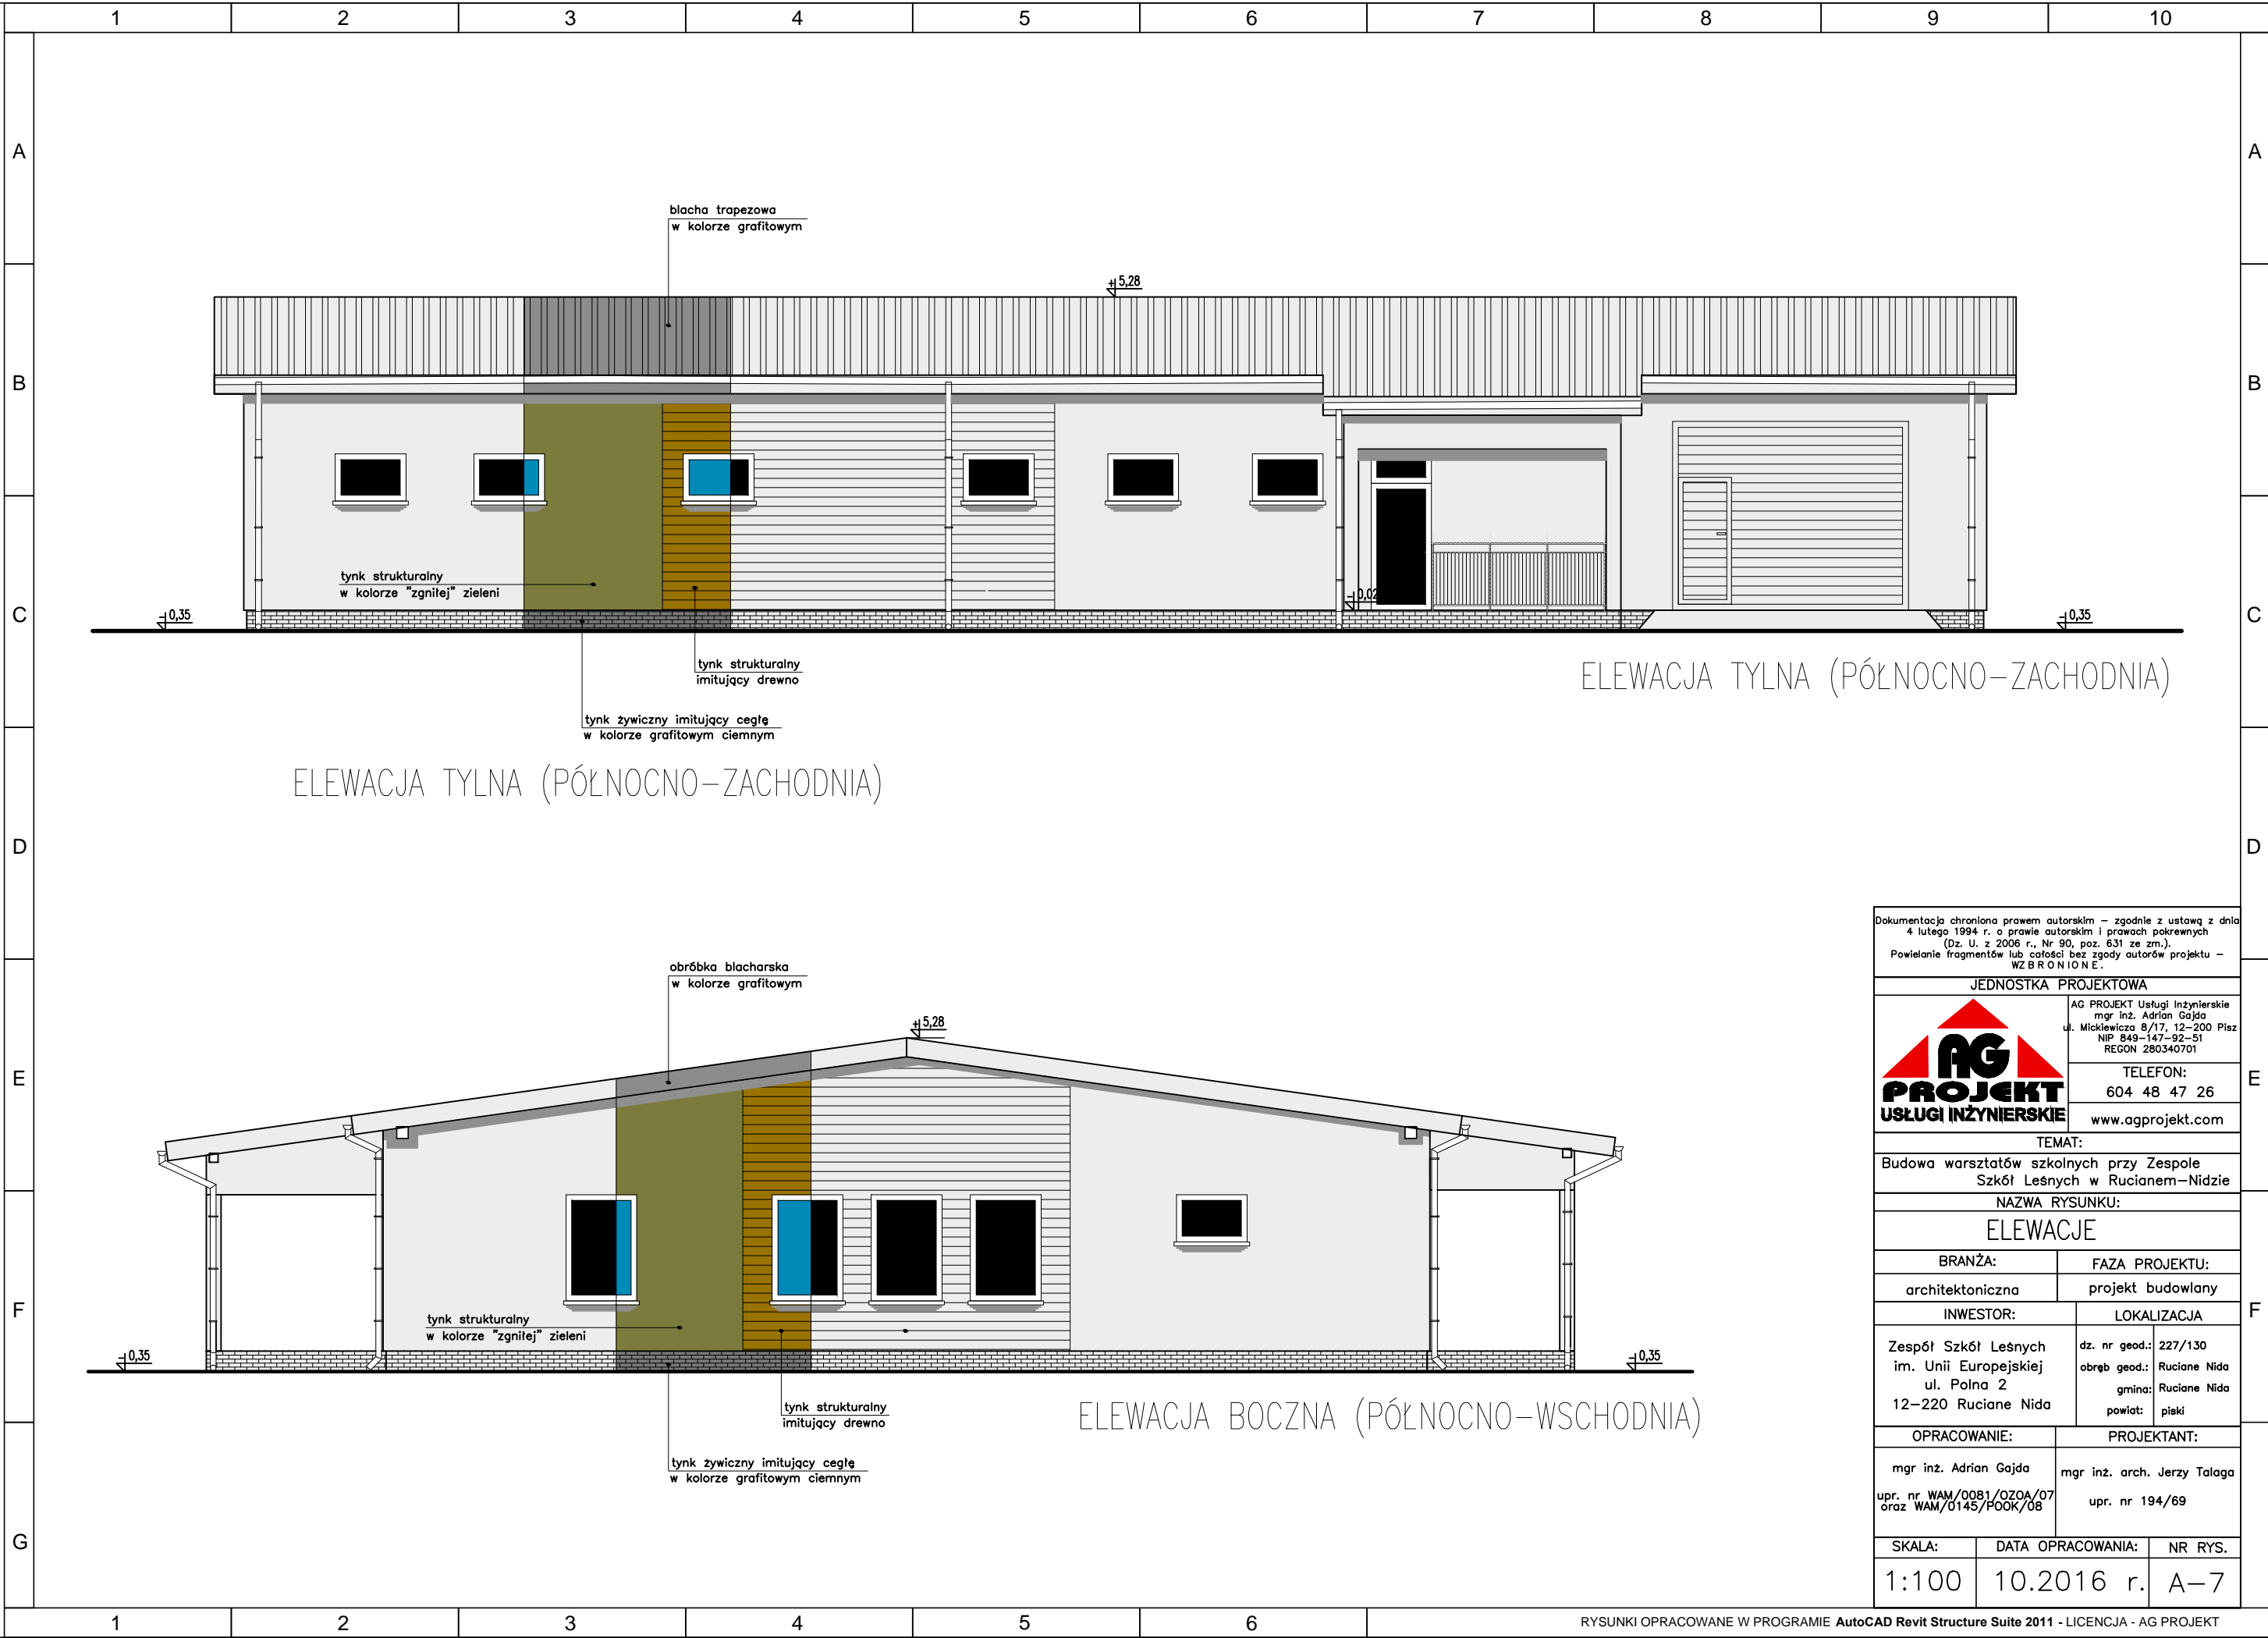 1 2 3 4 5 6 7 8 9 10
A A
B B
C C
D D
E E
F F
G
blacha trapezowa
w kolorze grafitowym
+5,28
tynk strukturalny
w kolorze "zgniłej" zieleni
-0,35
-0,02
-0,35
tynk strukturalny
imitujący drewno
ELEWACJA TYLNA (PÓŁNOCNO-ZACHODNIA)
tynk żywiczny imitujący cegłę
w kolorze grafitowym ciemnym
ELEWACJA TYLNA (PÓŁNOCNO-ZACHODNIA)
obróbka blacharska
w kolorze grafitowym
+5,28
tynk strukturalny
w kolorze "zgniłej" zieleni
-0,35
-0,35
tynk strukturalny
imitujący drewno
ELEWACJA BOCZNA (PÓŁNOCNO-WSCHODNIA)
tynk żywiczny imitujący cegłę
w kolorze grafitowym ciemnym
Dokumentacja chroniona prawem autorskim – zgodnie z ustawą z dnia
4 lutego 1994 r. o prawie autorskim i prawach pokrewnych
(Dz. U. z 2006 r., Nr 90, poz. 631 ze zm.).
Powielanie fragmentów lub całości bez zgody autorów projektu –
WZBRONIONE.
JEDNOSTKA PROJEKTOWA
AG
PROJEKT
USŁUGI INŻYNIERSKIE
AG PROJEKT Usługi Inżynierskie
mgr inż. Adrian Gajda
ul. Mickiewicza 8/17, 12-200 Pisz
NIP 849-147-92-51
REGON 280340701
TELEFON:
604 48 47 26
www.agprojekt.com
TEMAT:
Budowa warsztatów szkolnych przy Zespole
Szkół Leśnych w Rucianem-Nidzie
NAZWA RYSUNKU:
ELEWACJE
BRANŻA: FAZA PROJEKTU:
architektoniczna projekt budowlany
INWESTOR: LOKALIZACJA
Zespół Szkół Leśnych
im. Unii Europejskiej
ul. Polna 2
12-220 Ruciane Nida
dz. nr geod.: 227/130
obręb geod.: Ruciane Nida
gmina: Ruciane Nida
powiat: piski
OPRACOWANIE: PROJEKTANT:
mgr inż. Adrian Gajda
upr. nr WAM/0081/OZOA/07
oraz WAM/0145/POOK/08
mgr inż. arch. Jerzy Talaga
upr. nr 194/69
SKALA: DATA OPRACOWANIA: NR RYS.
1:100 10.2016 r. A-7
1 2 3 4 5 6
RYSUNKI OPRACOWANE W PROGRAMIE AutoCAD Revit Structure Suite 2011 - LICENCJA - AG PROJEKT